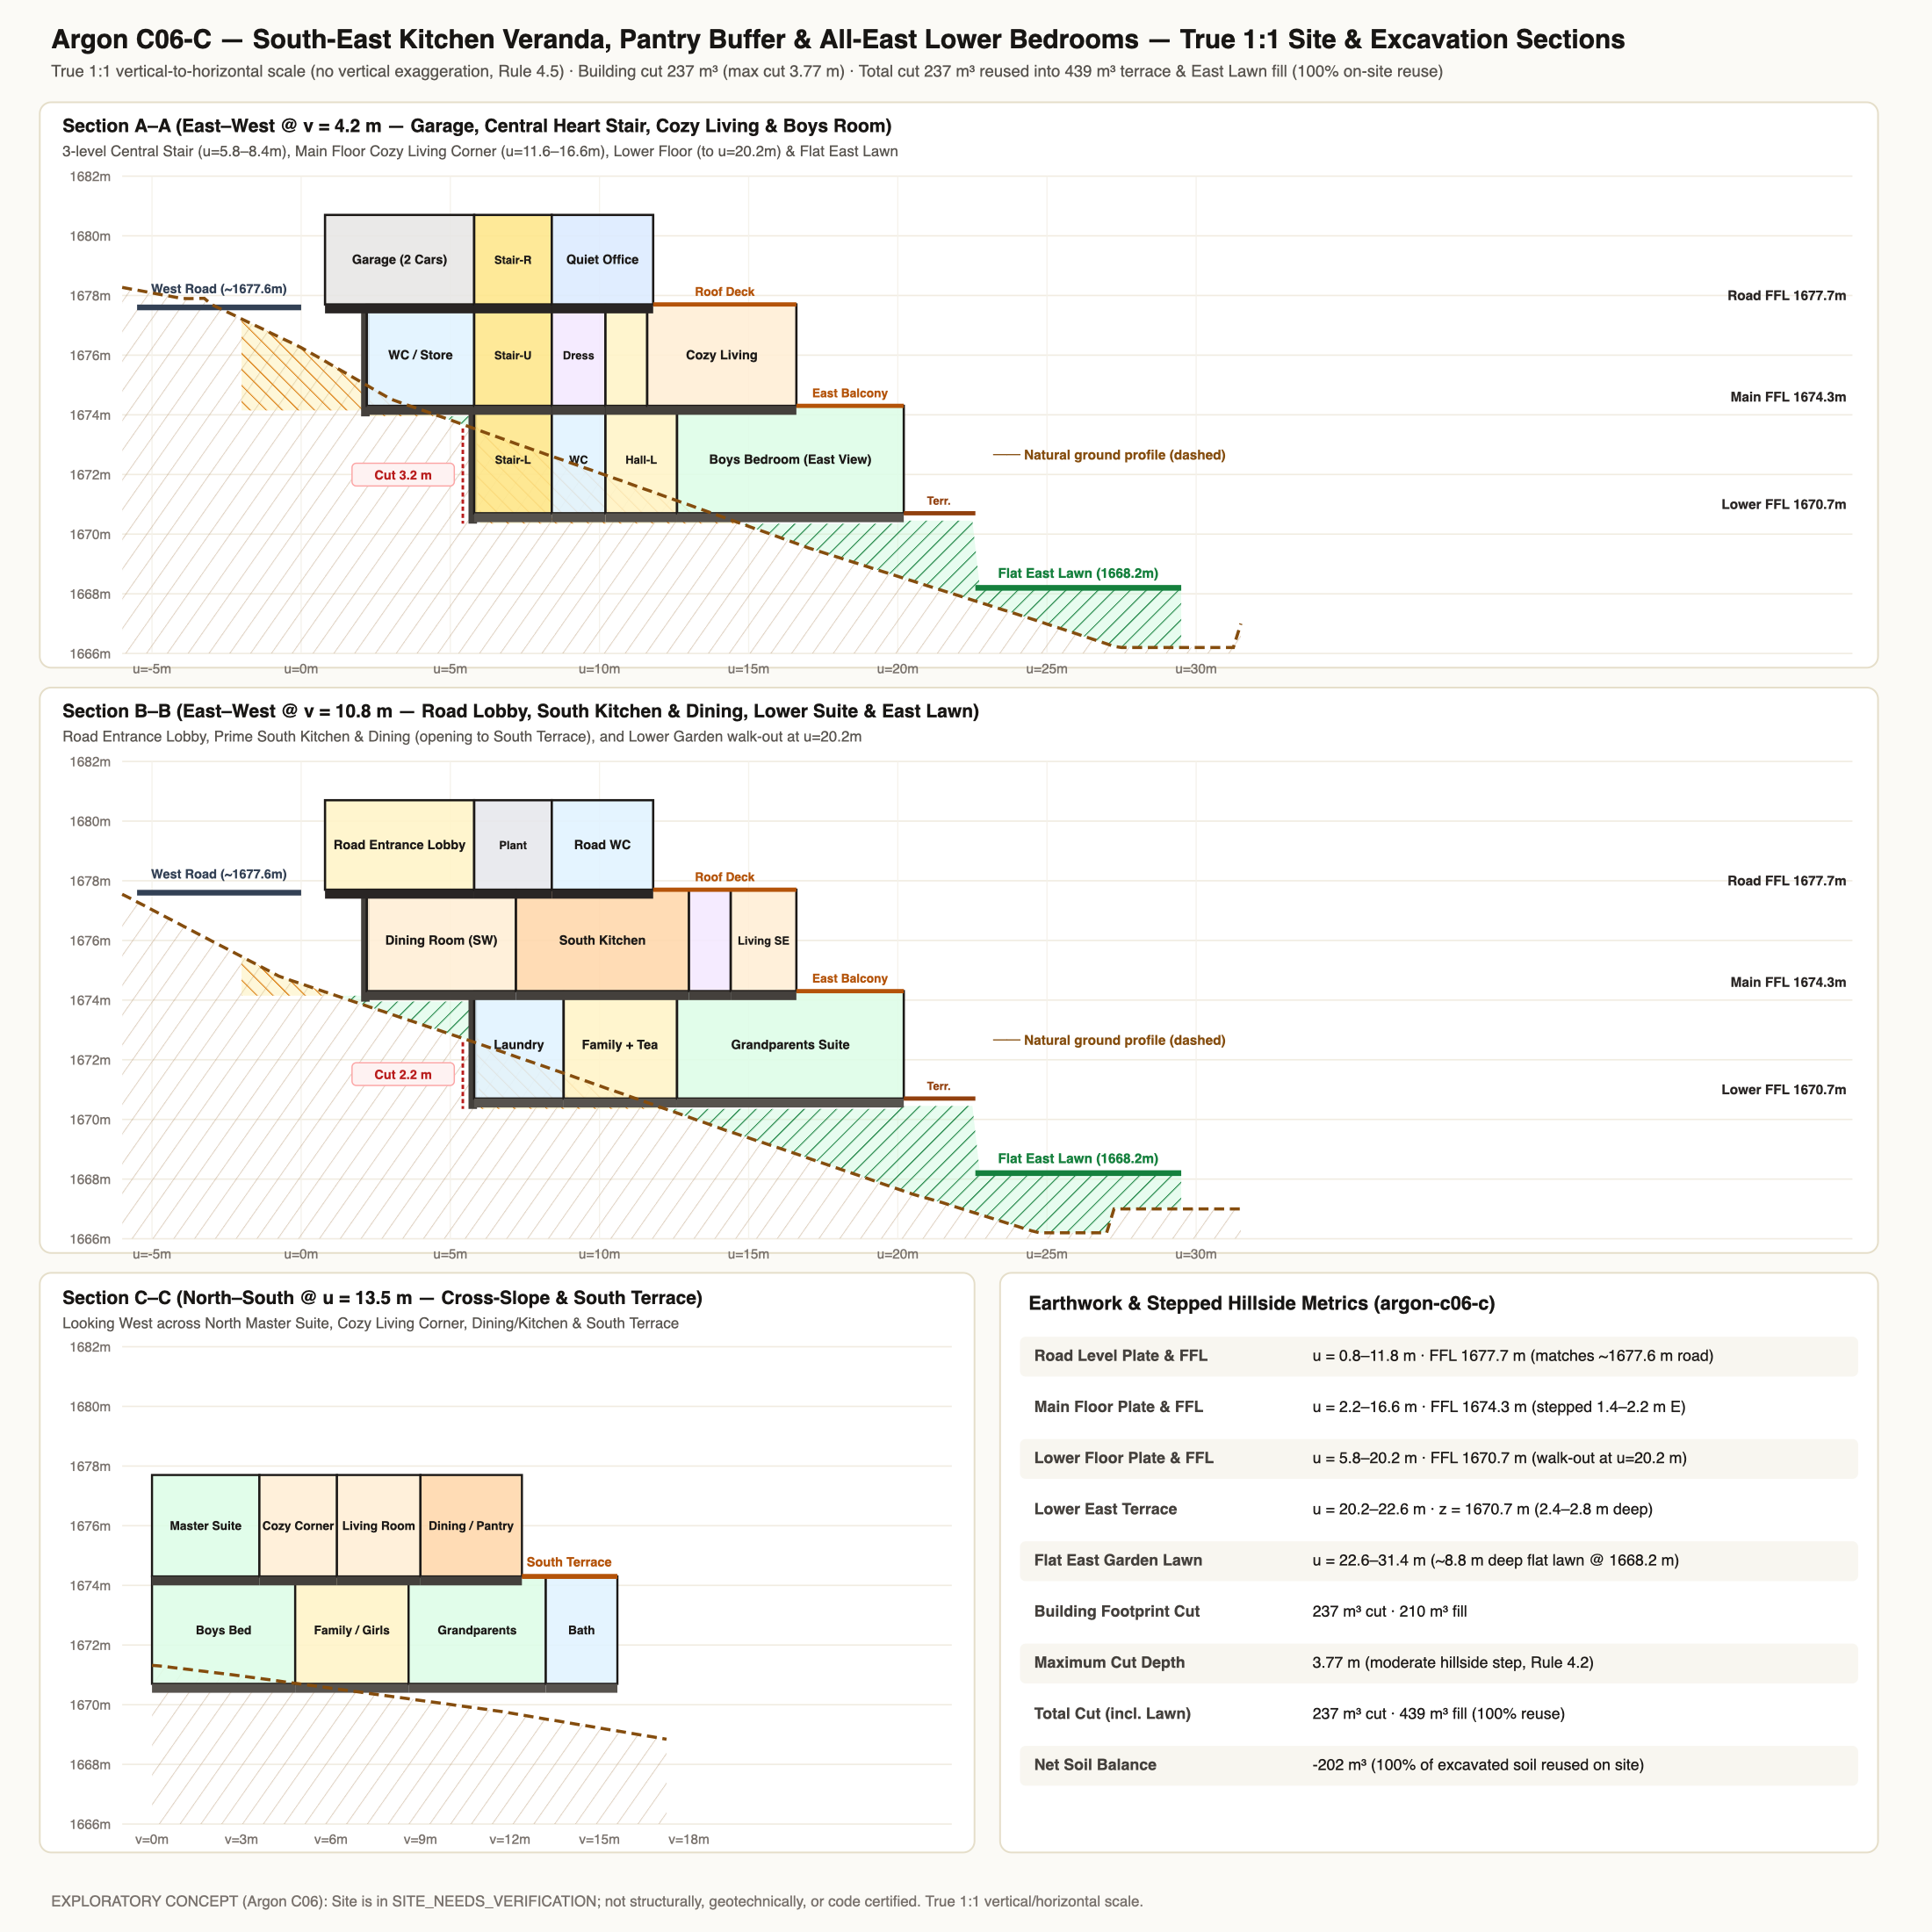 Argon C06-C — South-East Kitchen Veranda, Pantry Buffer & All-East Lower Bedrooms — True 1:1 Site & Excavation Sections
True 1:1 vertical-to-horizontal scale (no vertical exaggeration, Rule 4.5) · Building cut 237 m³ (max cut 3.77 m) · Total cut 237 m³ reused into 439 m³ terrace & East Lawn fill (100% on-site reuse)
Section A–A (East–West @ v = 4.2 m — Garage, Central Heart Stair, Cozy Living & Boys Room)
3-level Central Stair (u=5.8–8.4m), Main Floor Cozy Living Corner (u=11.6–16.6m), Lower Floor (to u=20.2m) & Flat East Lawn
1682m
1680m
Garage (2 Cars) Stair-R Quiet Office
West Road (~1677.6m) Roof Deck
1678m Road FFL 1677.7m
1676m WC / Store Stair-U Dress Cozy Living
East Balcony Main FFL 1674.3m
1674m
Stair-L WC Hall-L Boys Bedroom (East View) Natural ground profile (dashed)
1672m Cut 3.2 m
Terr. Lower FFL 1670.7m
1670m
Flat East Lawn (1668.2m)
1668m
1666m
u=-5m u=0m u=5m u=10m u=15m u=20m u=25m u=30m
Section B–B (East–West @ v = 10.8 m — Road Lobby, South Kitchen & Dining, Lower Suite & East Lawn)
Road Entrance Lobby, Prime South Kitchen & Dining (opening to South Terrace), and Lower Garden walk-out at u=20.2m
1682m
1680m
Road Entrance Lobby Plant Road WC
West Road (~1677.6m) Roof Deck
1678m Road FFL 1677.7m
1676m Dining Room (SW) South Kitchen Living SE
East Balcony Main FFL 1674.3m
1674m
Laundry Family + Tea Grandparents Suite Natural ground profile (dashed)
1672m Cut 2.2 m
Terr. Lower FFL 1670.7m
1670m
Flat East Lawn (1668.2m)
1668m
1666m
u=-5m u=0m u=5m u=10m u=15m u=20m u=25m u=30m
Section C–C (North–South @ u = 13.5 m — Cross-Slope & South Terrace)
Looking West across North Master Suite, Cozy Living Corner, Dining/Kitchen & South Terrace
1682m
1680m
1678m
1676m Master Suite Cozy Corner Living Room Dining / Pantry
South Terrace
1674m
Boys Bed Family / Girls Grandparents Bath
1672m
1670m
1668m
1666m
v=0m v=3m v=6m v=9m v=12m v=15m v=18m
Earthwork & Stepped Hillside Metrics (argon-c06-c)
Road Level Plate & FFL u = 0.8–11.8 m · FFL 1677.7 m (matches ~1677.6 m road)
Main Floor Plate & FFL u = 2.2–16.6 m · FFL 1674.3 m (stepped 1.4–2.2 m E)
Lower Floor Plate & FFL u = 5.8–20.2 m · FFL 1670.7 m (walk-out at u=20.2 m)
Lower East Terrace u = 20.2–22.6 m · z = 1670.7 m (2.4–2.8 m deep)
Flat East Garden Lawn u = 22.6–31.4 m (~8.8 m deep flat lawn @ 1668.2 m)
Building Footprint Cut 237 m³ cut · 210 m³ fill
Maximum Cut Depth 3.77 m (moderate hillside step, Rule 4.2)
Total Cut (incl. Lawn) 237 m³ cut · 439 m³ fill (100% reuse)
Net Soil Balance -202 m³ (100% of excavated soil reused on site)
EXPLORATORY CONCEPT (Argon C06): Site is in SITE_NEEDS_VERIFICATION; not structurally, geotechnically, or code certified. True 1:1 vertical/horizontal scale.